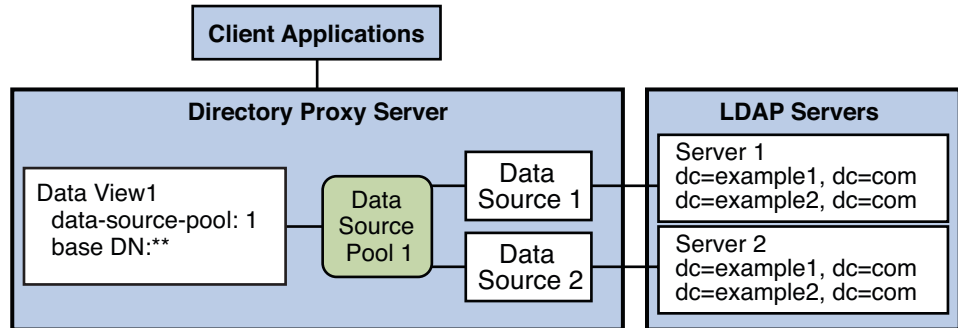 Client Applications
Directory Proxy Server
LDAP Servers
Data View1
data-source-pool: 1
base DN:**
Data
Source
Pool 1
Data
Source 1
Data
Source 2
Server 1
dc=example1, dc=com
dc=example2, dc=com
Server 2
dc=example1, dc=com
dc=example2, dc=com